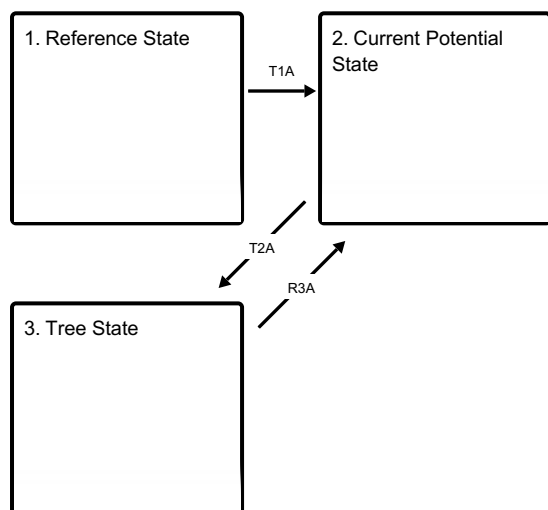 1. Reference State
2. Current Potential
State
T1A
T2A
R3A
3. Tree State